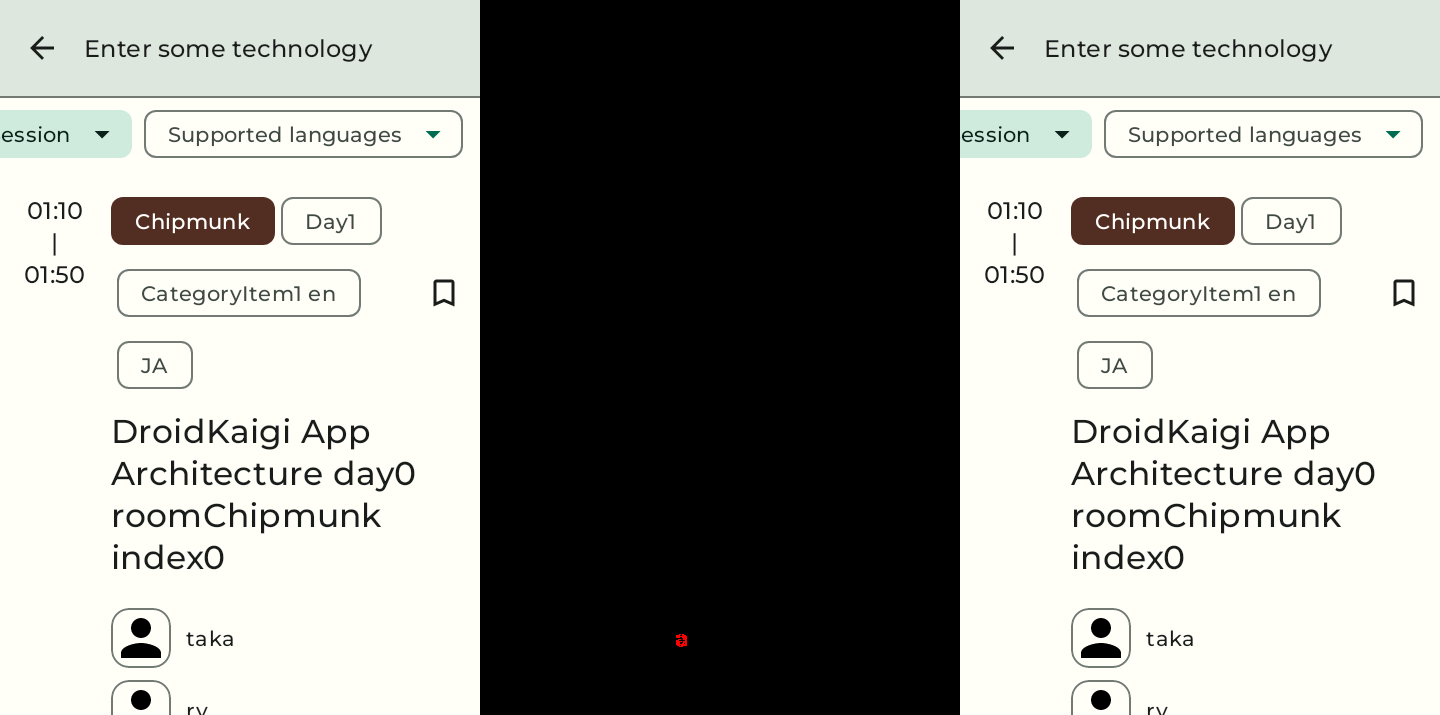 Enter some technology
ession
Supported languages
01:10
|
01:50
Chipmunk
Day1
CategoryItem1 en
JA
DroidKaigi App
Architecture day0
roomChipmunk
index0
taka
ry
Enter some technology
ession
Supported languages
01:10
|
01:50
Chipmunk
Day1
CategoryItem1 en
JA
DroidKaigi App
Architecture day0
roomChipmunk
index0
taka
ry